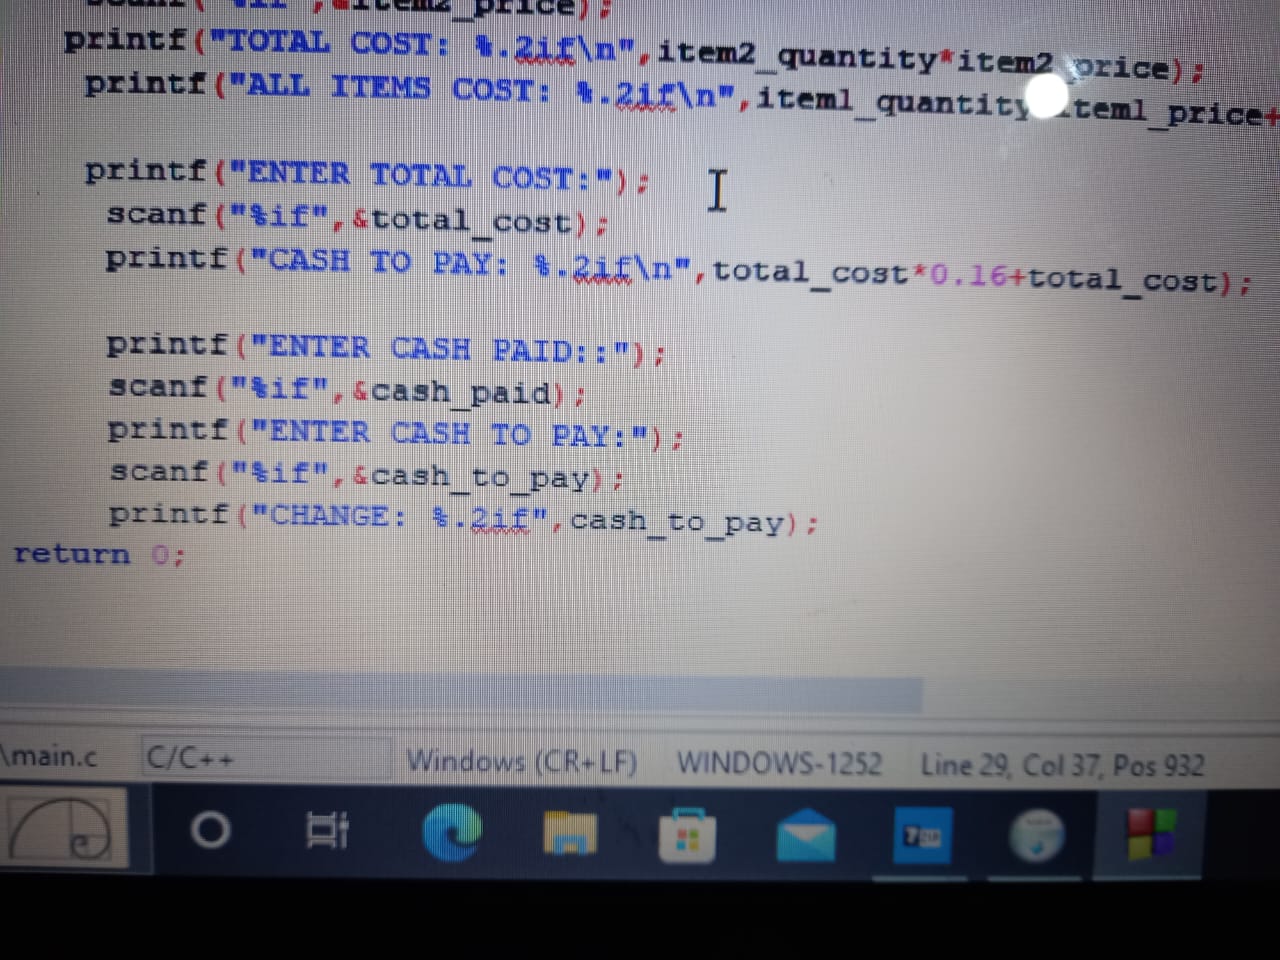 item2_price);
printf("TOTAL COST: %.2if\n",item2_quantity*item2_price);
printf("ALL ITEMS COST: %.2if\n",item1_quantity item1_price+
printf("ENTER TOTAL COST:");
scanf("%if",&total_cost);
printf("CASH TO PAY: %.2if\n",total_cost*0.16+total_cost);
printf("ENTER CASH PAID::");
scanf("%if",&cash_paid);
printf("ENTER CASH TO PAY:");
scanf("%if",&cash_to_pay);
printf("CHANGE: %.2if",cash_to_pay);
return 0;
\main.c C/C++ Windows (CR+LF) WINDOWS-1252 Line 29, Col 37, Pos 932